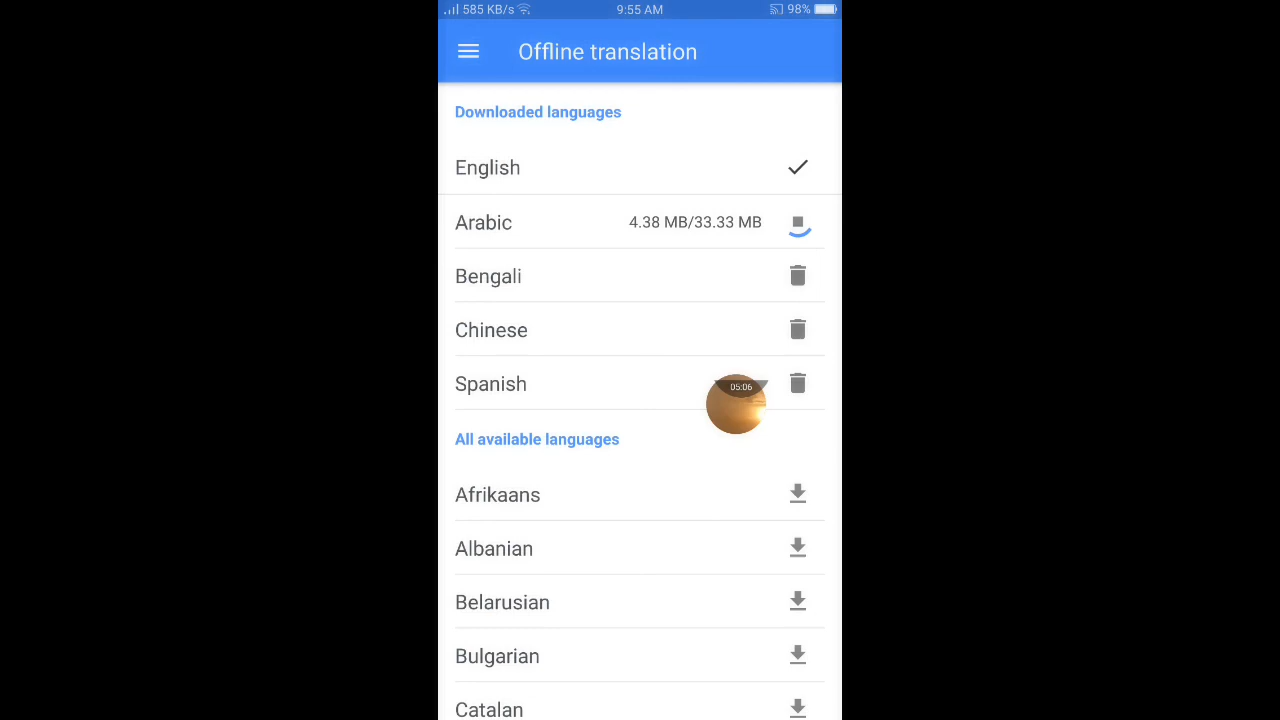 585 KB/s 9:55 AM 98%
Offline translation
Downloaded languages
English
Arabic 4.38 MB/33.33 MB
Bengali
Chinese
Spanish
05:06
All available languages
Afrikaans
Albanian
Belarusian
Bulgarian
Catalan